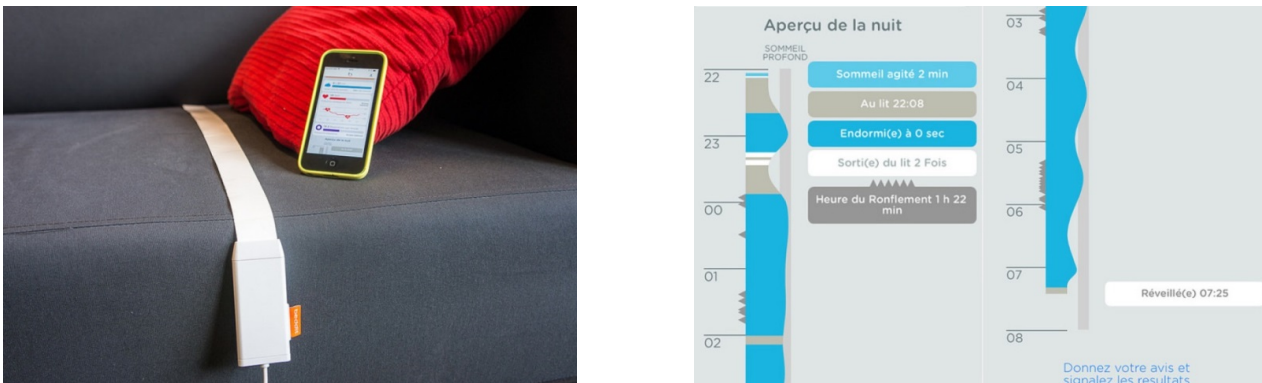 Aperçu de la nuit
SOMMEIL
PROFOND
22
Sommeil agité 2 min
Au lit 22:08
Endormi(e) à 0 sec
23
Sorti(e) du lit 2 Fois
Heure du Ronflement 1 h 22
min
00
01
02
03
04
05
06
07
Réveillé(e) 07:25
08
Donnez votre avis et
signalez les resultats